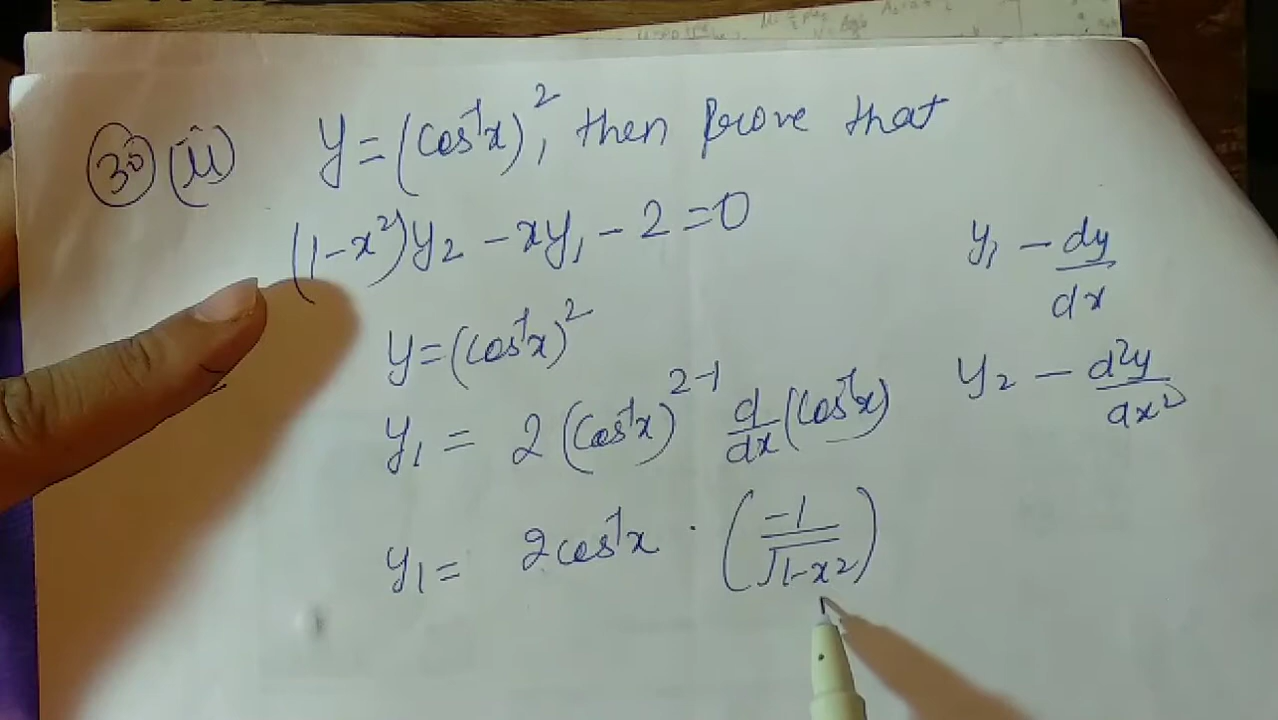 30 (ii) y = (cos⁻¹x)², then prove that
(1-x²)y₂ - xy₁ - 2 = 0
y₁ - dy/dx
y = (cos⁻¹x)²
y₂ - d²y/dx²
y₁ = 2 (cos⁻¹x)²⁻¹ d/dx (cos⁻¹x)
y₁ = 2cos⁻¹x · (-1/√1-x²)